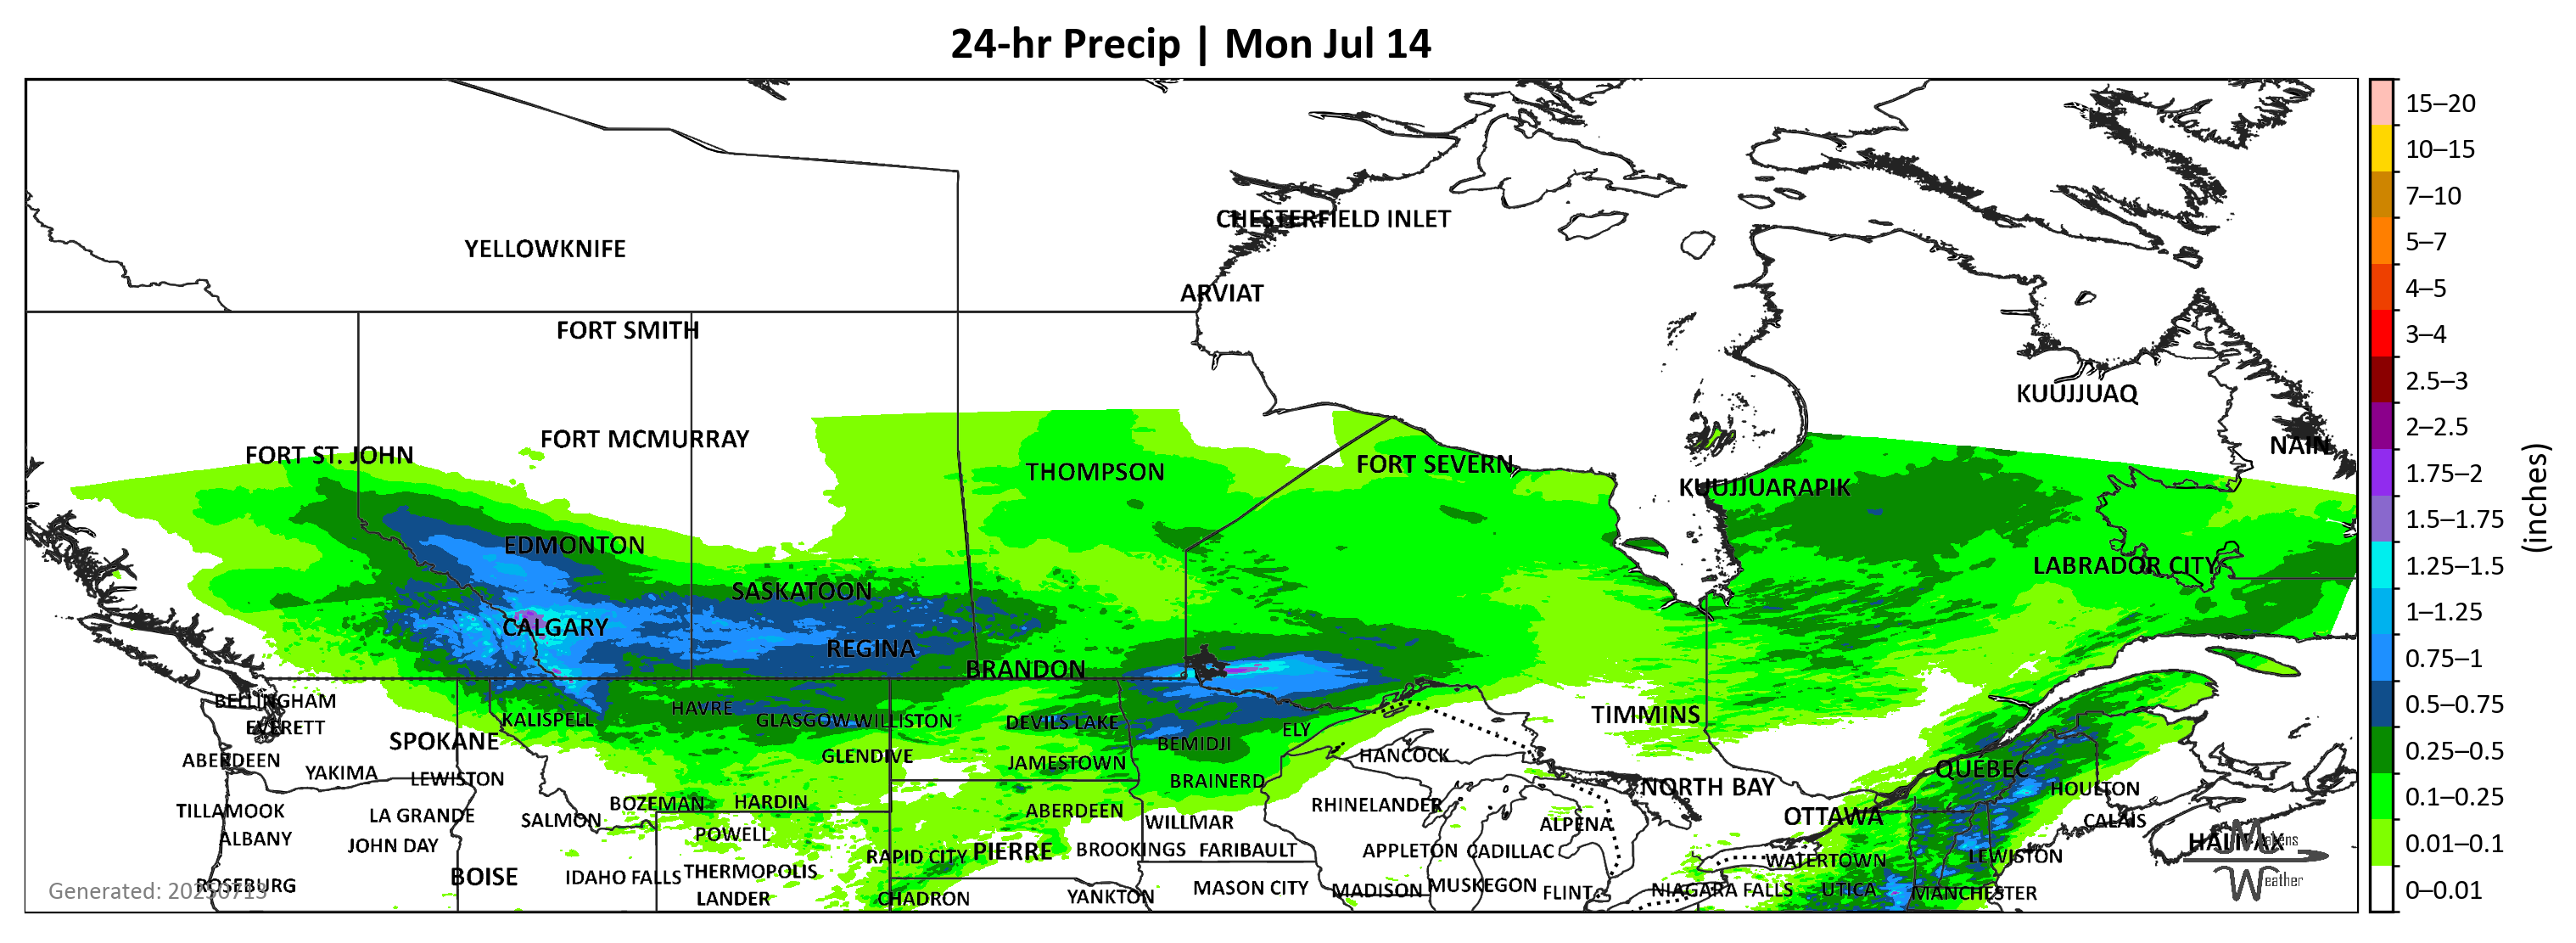 24-hr Precip | Mon Jul 14
CHESTERFIELD INLET
YELLOWKNIFE
ARVIAT
FORT SMITH
KUUJJUAQ
FORT MCMURRAY
NAIN
FORT ST. JOHN
THOMPSON
FORT SEVERN
KUUJJUARAPIK
EDMONTON
LABRADOR CITY
SASKATOON
CALGARY
REGINA
BRANDON
BELLINGHAM
HAVRE
KALISPELL
GLASGOW
WILLISTON
DEVILS LAKE
TIMMINS
EVERRETT
ELY
SPOKANE
BEMIDJI
GLENDIVE
HANCOCK
ABERDEEN
JAMESTOWN
QUÉBEC
YAKIMA
LEWISTON
BRAINERD
NORTH BAY
HOULTON
BOZEMAN
HARDIN
RHINELANDER
TILLAMOOK
ABERDEEN
LA GRANDE
SALMON
WILLMAR
ALPENA
OTTAWA
CALAIS
ALBANY
POWELL
HALIFAX
JOHN DAY
RAPID CITY
PIERRE
BROOKINGS
FARIBAULT
APPLETON
CADILLAC
WATERTOWN
LEWISTON
BOISE
IDAHO FALLS
THERMOPOLIS
ROSEBURG
MASON CITY
MADISON
MUSKEGON
FLINT
NIAGARA FALLS
UTICA
MANCHESTER
LANDER
CHADRON
YANKTON
Generated: 20250713
Matens
Weather
15–20
10–15
7–10
5–7
4–5
3–4
2.5–3
2–2.5
1.75–2
1.5–1.75
1.25–1.5
1–1.25
0.75–1
0.5–0.75
0.25–0.5
0.1–0.25
0.01–0.1
0–0.01
(inches)